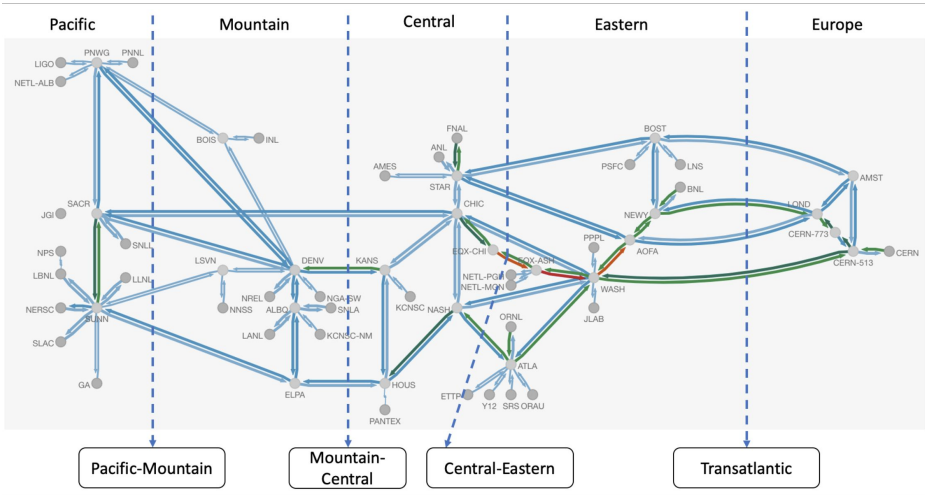 Pacific
Mountain
Central
Eastern
Europe
PNWG
PNNL
LIGO
NETL-ALB
BOIS
INL
FNAL
ANL
AMES
STAR
BOST
PSFC
LNS
AMST
SACR
JGI
SNLL
CHIC
BNL
NEWY
LOND
NPS
PPPL
AOFA
CERN-773
CERN-513
CERN
LSVN
DENV
KANS
EQX-CHI
EQX-ASH
LBNL
LLNL
NETL-PGH
NETL-MGN
WASH
NERSC
SUNN
NNSS
NREL
NGA-SW
ALBQ
SNLA
KCNSC
NASH
JLAB
SLAC
LANL
KCNSC-NM
ORNL
GA
ELPA
HOUS
ATLA
PANTEX
ETTP
Y12
SRS
ORAU
Pacific-Mountain
Mountain-
Central
Central-Eastern
Transatlantic